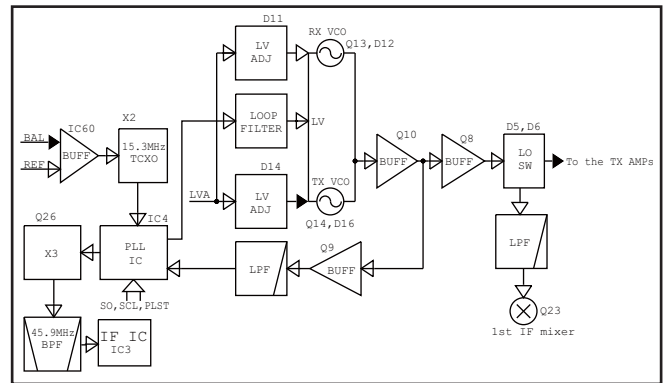 D11
LV
ADJ
RX VCO
Q13,D12
IC60
BAL
REF
BUFF
X2
15.3MHz
TCXO
LOOP
FILTER
LV
Q10
BUFF
Q8
BUFF
D5,D6
LO
SW
To the TX AMPs
D14
LVA
LV
ADJ
TX VCO
Q14,D16
Q26
X3
IC4
PLL
IC
SO,SCL,PLST
LPF
Q9
BUFF
LPF
Q23
1st IF mixer
45.9MHz
BPF
IF IC
IC3